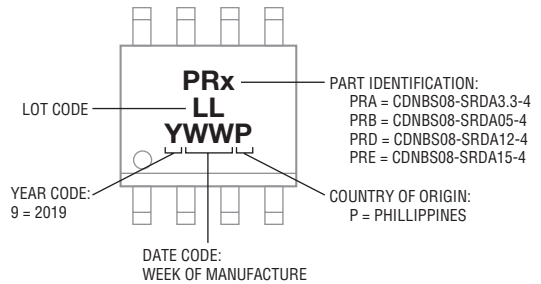 PRx
LL
YWWP
LOT CODE
PART IDENTIFICATION:
PRA = CDNBS08-SRDA3.3-4
PRB = CDNBS08-SRDA05-4
PRD = CDNBS08-SRDA12-4
PRE = CDNBS08-SRDA15-4
YEAR CODE:
9 = 2019
COUNTRY OF ORIGIN:
P = PHILLIPPINES
DATE CODE:
WEEK OF MANUFACTURE